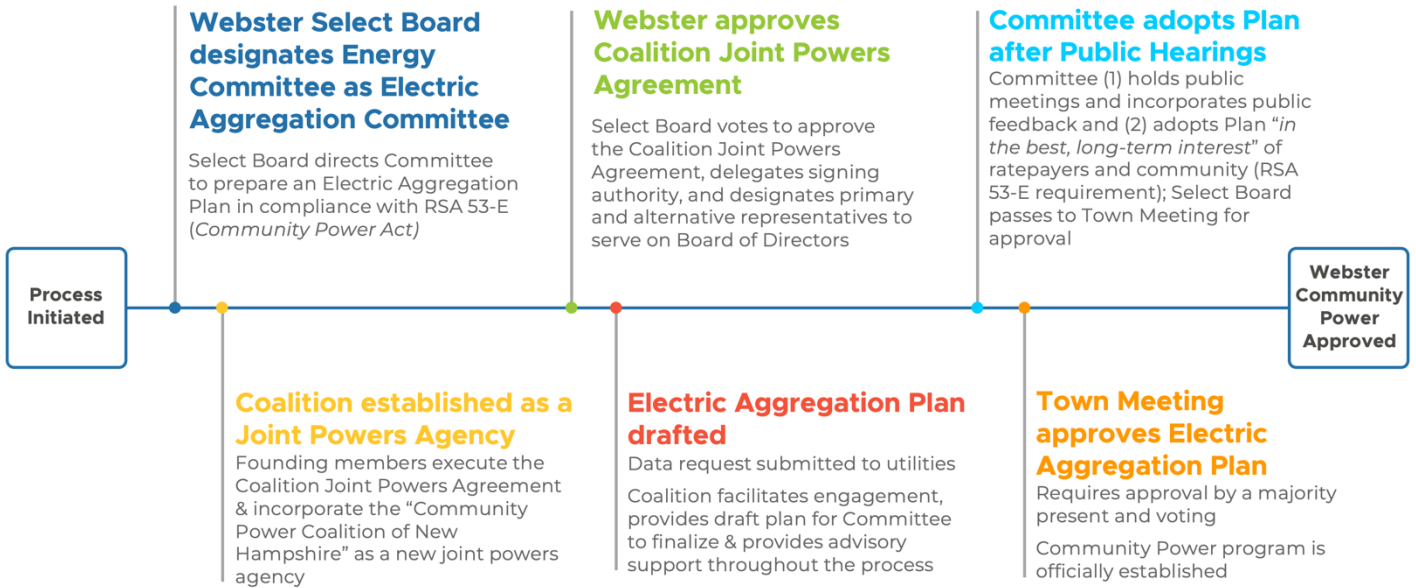 Process
Initiated
Webster Select Board
designates Energy
Committee as Electric
Aggregation Committee
Select Board directs Committee
to prepare an Electric Aggregation
Plan in compliance with RSA 53-E
(Community Power Act)
Coalition established as a
Joint Powers Agency
Founding members execute the
Coalition Joint Powers Agreement
& incorporate the “Community
Power Coalition of New
Hampshire” as a new joint powers
agency
Webster approves
Coalition Joint Powers
Agreement
Select Board votes to approve
the Coalition Joint Powers
Agreement, delegates signing
authority, and designates primary
and alternative representatives to
serve on Board of Directors
Electric Aggregation Plan
drafted
Data request submitted to utilities
Coalition facilitates engagement,
provides draft plan for Committee
to finalize & provides advisory
support throughout the process
Committee adopts Plan
after Public Hearings
Committee (1) holds public
meetings and incorporates public
feedback and (2) adopts Plan “in
the best, long-term interest” of
ratepayers and community (RSA
53-E requirement); Select Board
passes to Town Meeting for
approval
Town Meeting
approves Electric
Aggregation Plan
Requires approval by a majority
present and voting
Community Power program is
officially established
Webster
Community
Power
Approved